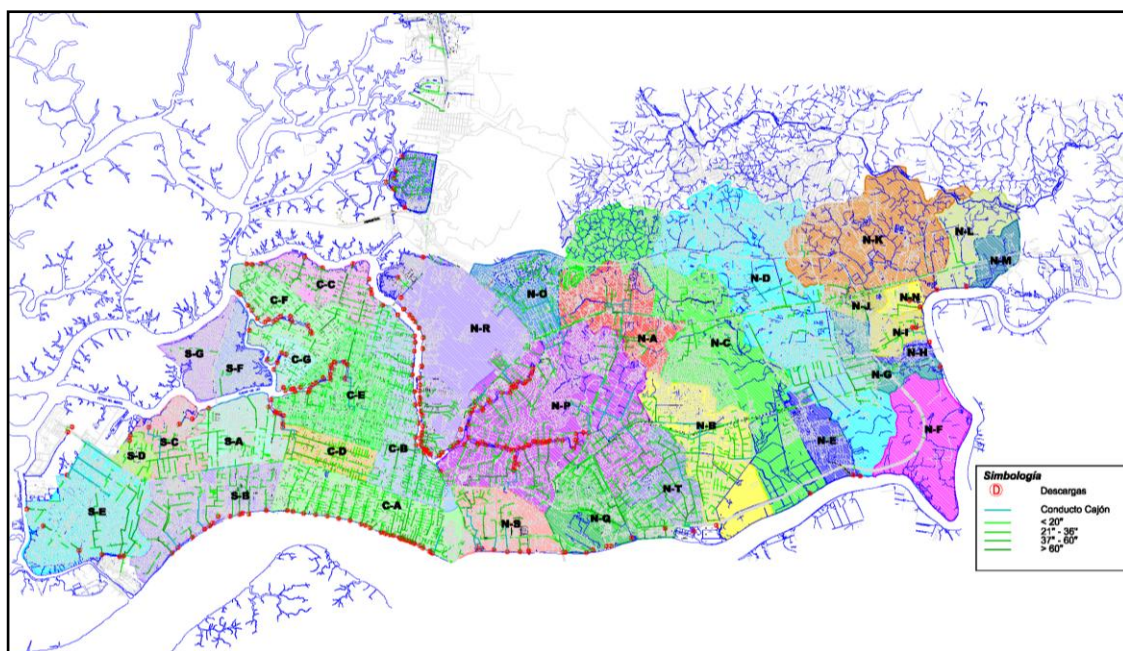 N-K
N-L
N-M
N-D
C-C
C-F
N-O
N-J
N-N
N-R
N-I
N-A
N-C
S-G
C-G
N-H
S-F
N-G
C-E
N-P
N-F
S-C
S-A
N-B
N-E
S-D
C-D
C-B
N-T
S-B
S-E
C-A
N-S
N-Q
Simbología
D Descargas
Conducto Cajón
< 20"
21" - 36"
37" - 60"
> 60"